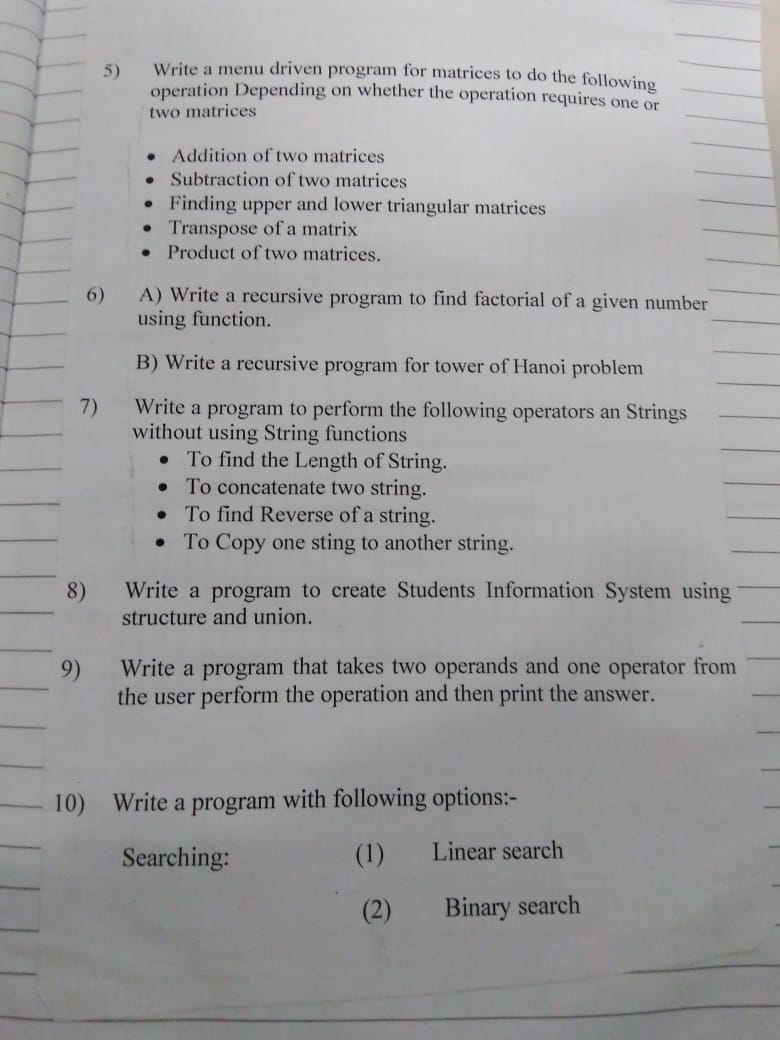 5) Write a menu driven program for matrices to do the following
operation Depending on whether the operation requires one or
two matrices
• Addition of two matrices
• Subtraction of two matrices
• Finding upper and lower triangular matrices
• Transpose of a matrix
• Product of two matrices.
6) A) Write a recursive program to find factorial of a given number
using function.
B) Write a recursive program for tower of Hanoi problem
7) Write a program to perform the following operators an Strings
without using String functions
• To find the Length of String.
• To concatenate two string.
• To find Reverse of a string.
• To Copy one sting to another string.
8) Write a program to create Students Information System using
structure and union.
9) Write a program that takes two operands and one operator from
the user perform the operation and then print the answer.
10) Write a program with following options:-
Searching: (1) Linear search
(2) Binary search